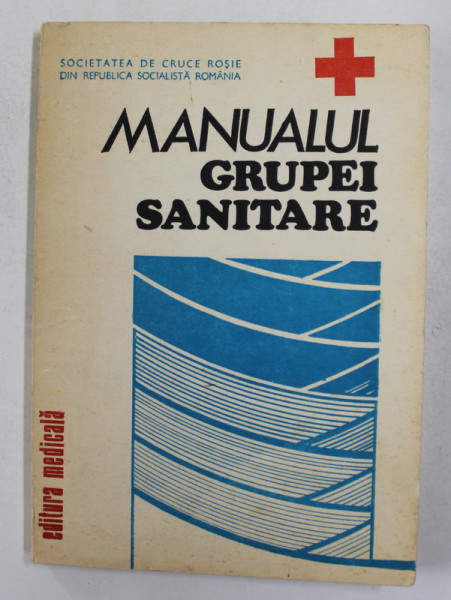 SOCIETATEA DE CRUCE ROȘIE
DIN REPUBLICA SOCIALISTĂ ROMÂNIA
MANUALUL
GRUPEI
SANITARE
editura medicală